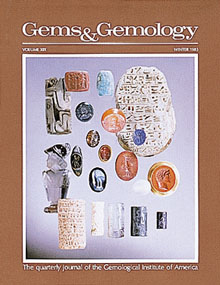 Gems&Gemology
VOLUME XIX
WINTER 1983
The quarterly journal of the Gemological Institute of America